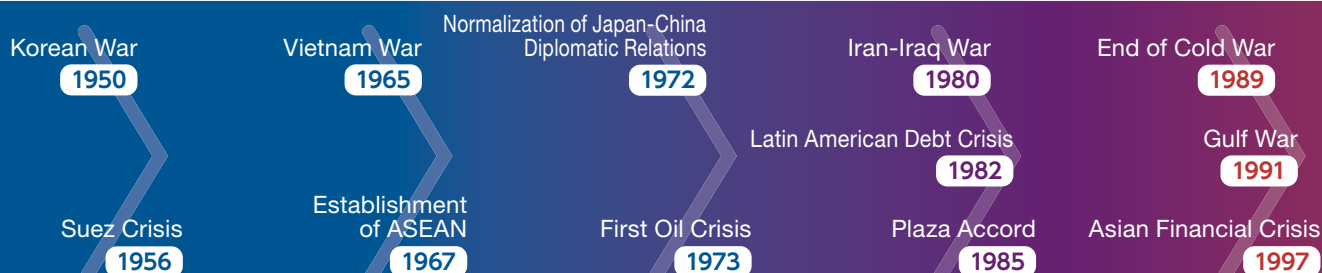 Korean War
1950
Suez Crisis
1956
Vietnam War
1965
Establishment
of ASEAN
1967
Normalization of Japan-China
Diplomatic Relations
1972
First Oil Crisis
1973
Iran-Iraq War
1980
Latin American Debt Crisis
1982
Plaza Accord
1985
End of Cold War
1989
Gulf War
1991
Asian Financial Crisis
1997